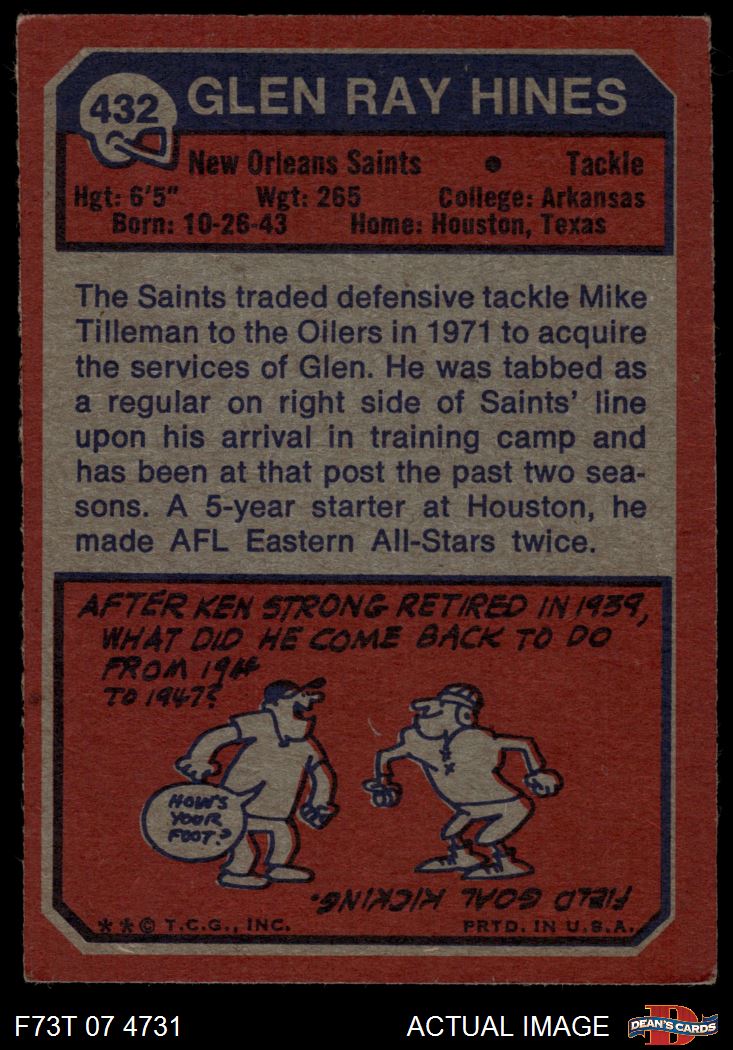 432 GLEN RAY HINES
New Orleans Saints • Tackle
Hgt: 6'5" Wgt: 265 College: Arkansas
Born: 10-26-43 Home: Houston, Texas
The Saints traded defensive tackle Mike
Tilleman to the Oilers in 1971 to acquire
the services of Glen. He was tabbed as
a regular on right side of Saints' line
upon his arrival in training camp and
has been at that post the past two sea-
sons. A 5-year starter at Houston, he
made AFL Eastern All-Stars twice.
AFTER KEN STRONG RETIRED IN 1939,
WHAT DID HE COME BACK TO DO
FROM 1944
TO 1947?
HOW'S
YOUR
FOOT?
FIELD GOAL KICKING.
**© T.C.G., INC. PRTD. IN U.S.A.
F73T 07 4731 ACTUAL IMAGE D DEAN'S CARDS